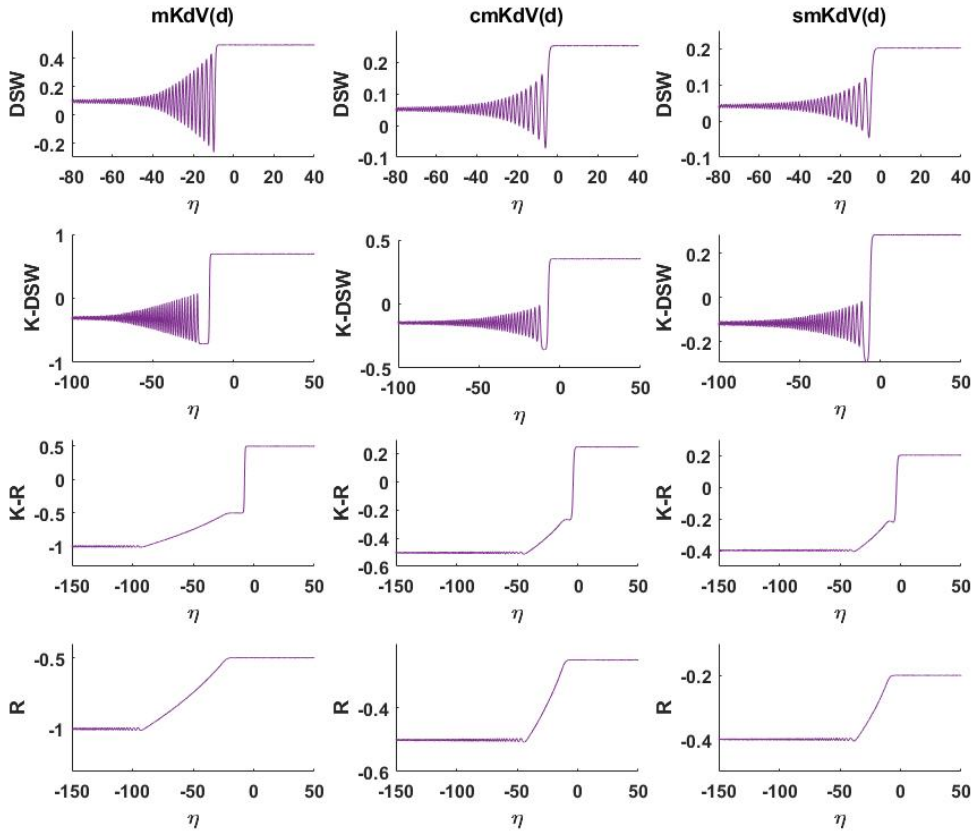 mKdV(d) cmKdV(d) smKdV(d)
DSW 0.4 0.2 0 -0.2 DSW 0.2 0.1 0 -0.1 DSW 0.2 0.1 0 -0.1
-80 -60 -40 -20 0 20 40 -80 -60 -40 -20 0 20 40 -80 -60 -40 -20 0 20 40
η η η
K-DSW 1 0 -1 K-DSW 0.5 0 -0.5 K-DSW 0.2 0 -0.2
-100 -50 0 50 -100 -50 0 50 -100 -50 0 50
η η η
K-R 0.5 0 -0.5 -1 K-R 0.2 0 -0.2 -0.4 -0.6 K-R 0.2 0 -0.2 -0.4
-150 -100 -50 0 50 -150 -100 -50 0 50 -150 -100 -50 0 50
η η η
R -0.5 -1 R -0.4 -0.6 R -0.2 -0.4
-150 -100 -50 0 50 -150 -100 -50 0 50 -150 -100 -50 0 50
η η η